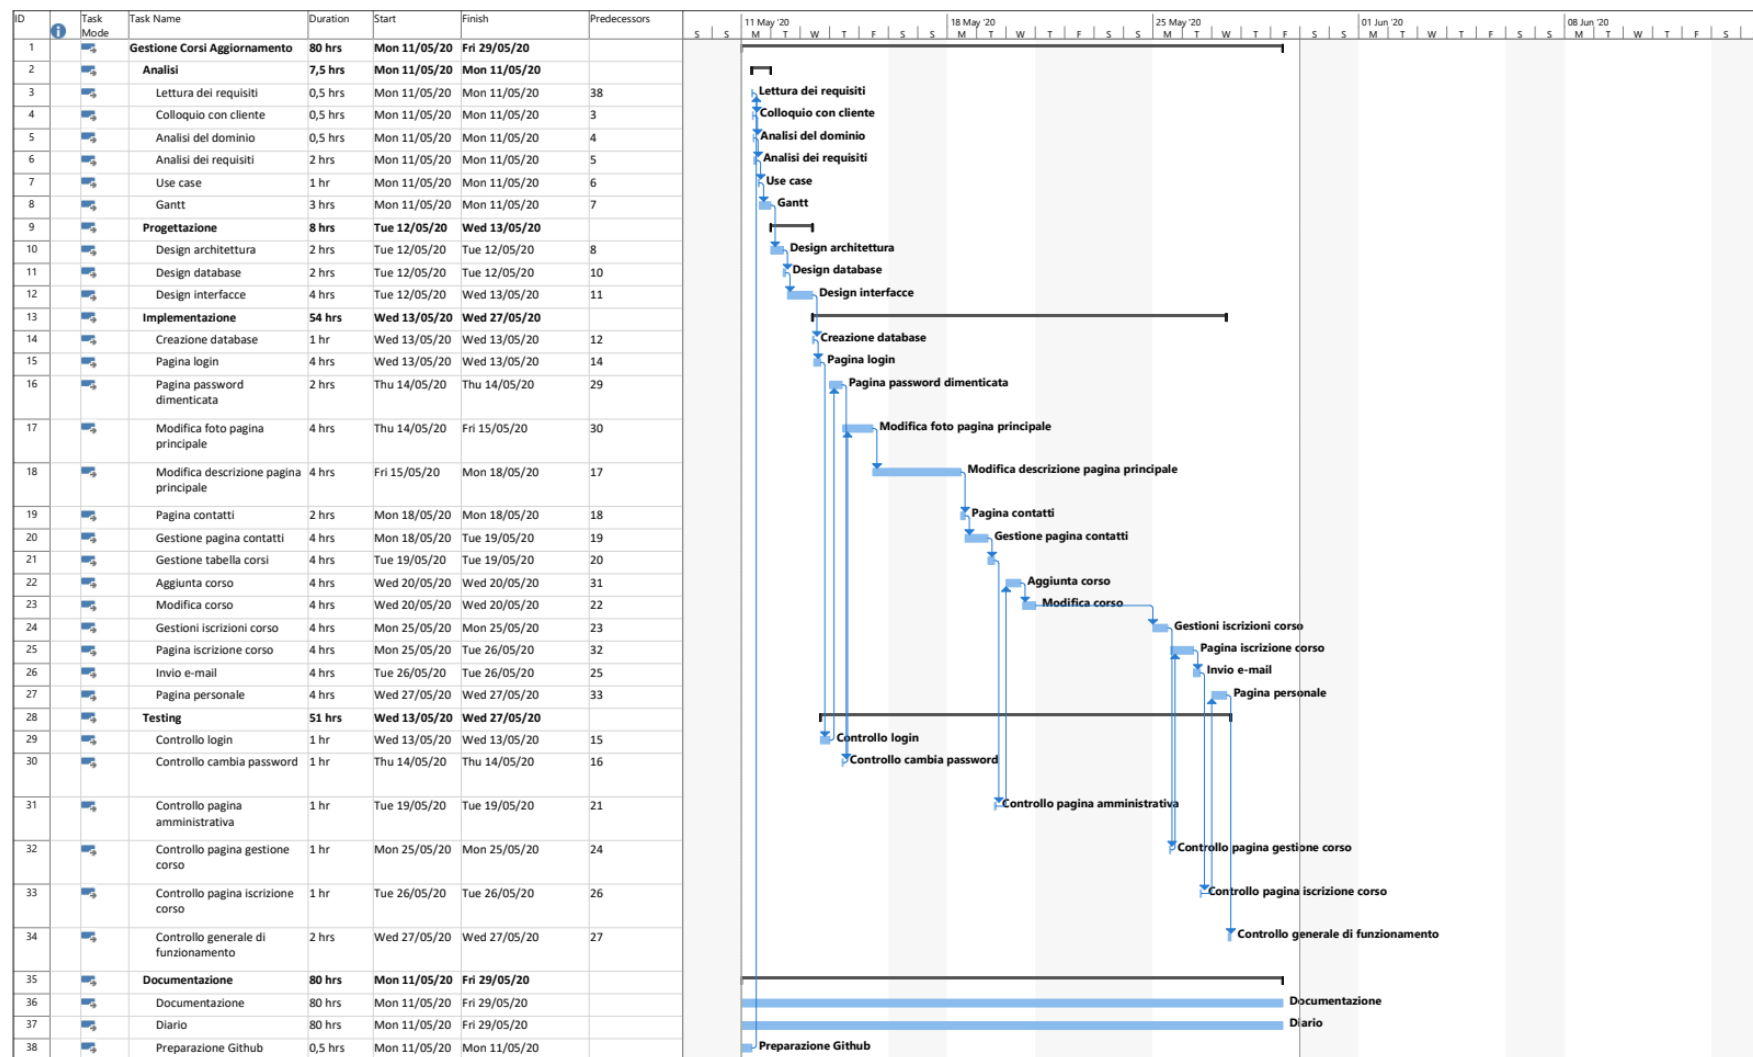 ID Task Mode Task Name Duration Start Finish Predecessors
11 May '20 18 May '20 25 May '20 01 Jun '20 08 Jun '20
S S M T W T F S S M T W T F S S M T W T F S S M T W T F S S M T W T F S
1 Gestione Corsi Aggiornamento 80 hrs Mon 11/05/20 Fri 29/05/20
2 Analisi 7,5 hrs Mon 11/05/20 Mon 11/05/20
3 Lettura dei requisiti 0,5 hrs Mon 11/05/20 Mon 11/05/20 38 Lettura dei requisiti
4 Colloquio con cliente 0,5 hrs Mon 11/05/20 Mon 11/05/20 3 Colloquio con cliente
5 Analisi del dominio 0,5 hrs Mon 11/05/20 Mon 11/05/20 4 Analisi del dominio
6 Analisi dei requisiti 2 hrs Mon 11/05/20 Mon 11/05/20 5 Analisi dei requisiti
7 Use case 1 hr Mon 11/05/20 Mon 11/05/20 6 Use case
8 Gantt 3 hrs Mon 11/05/20 Mon 11/05/20 7 Gantt
9 Progettazione 8 hrs Tue 12/05/20 Wed 13/05/20
10 Design architettura 2 hrs Tue 12/05/20 Tue 12/05/20 8 Design architettura
11 Design database 2 hrs Tue 12/05/20 Tue 12/05/20 10 Design database
12 Design interfacce 4 hrs Tue 12/05/20 Wed 13/05/20 11 Design interfacce
13 Implementazione 54 hrs Wed 13/05/20 Wed 27/05/20
14 Creazione database 1 hr Wed 13/05/20 Wed 13/05/20 12 Creazione database
15 Pagina login 4 hrs Wed 13/05/20 Wed 13/05/20 14 Pagina login
16 Pagina password dimenticata 2 hrs Thu 14/05/20 Thu 14/05/20 29 Pagina password dimenticata
17 Modifica foto pagina principale 4 hrs Thu 14/05/20 Fri 15/05/20 30 Modifica foto pagina principale
18 Modifica descrizione pagina principale 4 hrs Fri 15/05/20 Mon 18/05/20 17 Modifica descrizione pagina principale
19 Pagina contatti 2 hrs Mon 18/05/20 Mon 18/05/20 18 Pagina contatti
20 Gestione pagina contatti 4 hrs Mon 18/05/20 Tue 19/05/20 19 Gestione pagina contatti
21 Gestione tabella corsi 4 hrs Tue 19/05/20 Tue 19/05/20 20
22 Aggiunta corso 4 hrs Wed 20/05/20 Wed 20/05/20 31 Aggiunta corso
23 Modifica corso 4 hrs Wed 20/05/20 Wed 20/05/20 22 Modifica corso
24 Gestioni iscrizioni corso 4 hrs Mon 25/05/20 Mon 25/05/20 23 Gestioni iscrizioni corso
25 Pagina iscrizione corso 4 hrs Mon 25/05/20 Tue 26/05/20 32 Pagina iscrizione corso
26 Invio e-mail 4 hrs Tue 26/05/20 Tue 26/05/20 25 Invio e-mail
27 Pagina personale 4 hrs Wed 27/05/20 Wed 27/05/20 33 Pagina personale
28 Testing 51 hrs Wed 13/05/20 Wed 27/05/20
29 Controllo login 1 hr Wed 13/05/20 Wed 13/05/20 15 Controllo login
30 Controllo cambia password 1 hr Thu 14/05/20 Thu 14/05/20 16 Controllo cambia password
31 Controllo pagina amministrativa 1 hr Tue 19/05/20 Tue 19/05/20 21 Controllo pagina amministrativa
32 Controllo pagina gestione corso 1 hr Mon 25/05/20 Mon 25/05/20 24 Controllo pagina gestione corso
33 Controllo pagina iscrizione corso 1 hr Tue 26/05/20 Tue 26/05/20 26 Controllo pagina iscrizione corso
34 Controllo generale di funzionamento 2 hrs Wed 27/05/20 Wed 27/05/20 27 Controllo generale di funzionamento
35 Documentazione 80 hrs Mon 11/05/20 Fri 29/05/20
36 Documentazione 80 hrs Mon 11/05/20 Fri 29/05/20 Documentazione
37 Diario 80 hrs Mon 11/05/20 Fri 29/05/20 Diario
38 Preparazione Github 0,5 hrs Mon 11/05/20 Mon 11/05/20 Preparazione Github